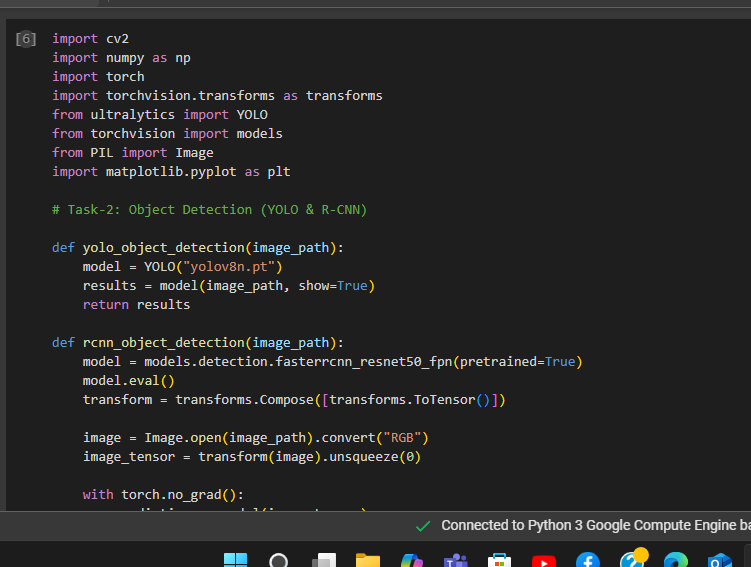 [6]
import cv2
import numpy as np
import torch
import torchvision.transforms as transforms
from ultralytics import YOLO
from torchvision import models
from PIL import Image
import matplotlib.pyplot as plt
# Task-2: Object Detection (YOLO & R-CNN)
def yolo_object_detection(image_path):
    model = YOLO("yolov8n.pt")
    results = model(image_path, show=True)
    return results
def rcnn_object_detection(image_path):
    model = models.detection.fasterrcnn_resnet50_fpn(pretrained=True)
    model.eval()
    transform = transforms.Compose([transforms.ToTensor()])
    image = Image.open(image_path).convert("RGB")
    image_tensor = transform(image).unsqueeze(0)
    with torch.no_grad():
Connected to Python 3 Google Compute Engine ba